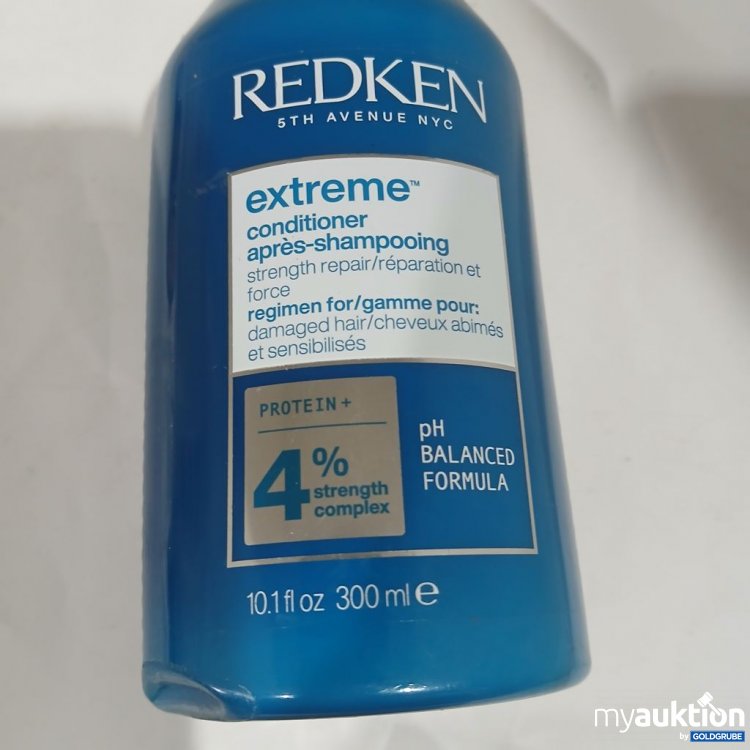 REDKEN
5TH AVENUE NYC
extreme™
conditioner
après-shampooing
strength repair/réparation et
force
regimen for/gamme pour:
damaged hair/cheveux abimés
et sensibilisés
PROTEIN +
4%
strength
complex
pH
BALANCED
FORMULA
10.1 fl oz 300 ml e
myauktion
by GOLDGRUBE